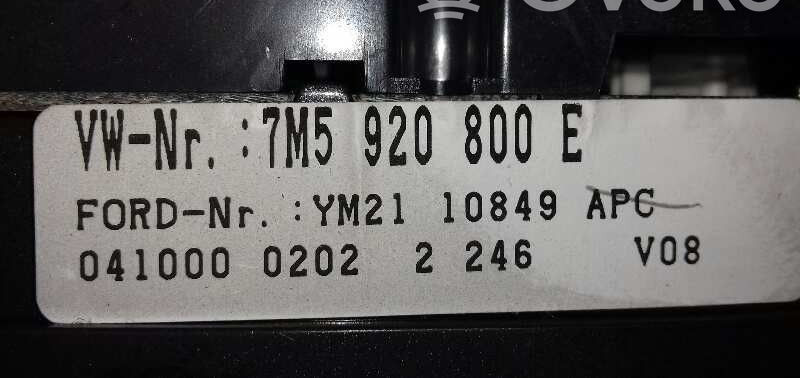 VW-Nr.:7M5 920 800 E
FORD-Nr.:YM21 10849 APC
041000 0202 2 246 V08